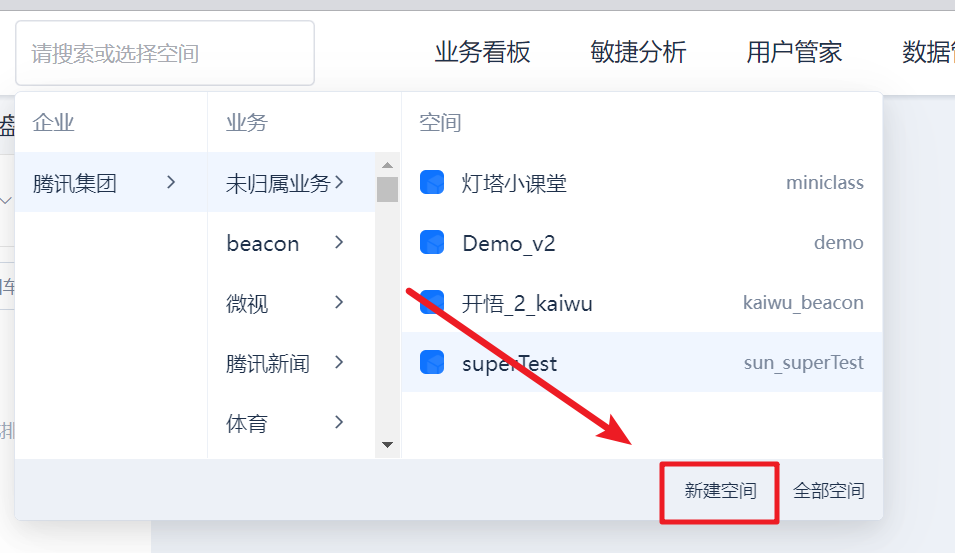 请搜索或选择空间 业务看板 敏捷分析 用户管家 数据
盘 企业 业务 空间
腾讯集团 未归属业务 灯塔小课堂 miniclass
beacon Demo_v2 demo
微视 开悟_2_kaiwu kaiwu_beacon
腾讯新闻 superTest sun_superTest
体育
新建空间 全部空间